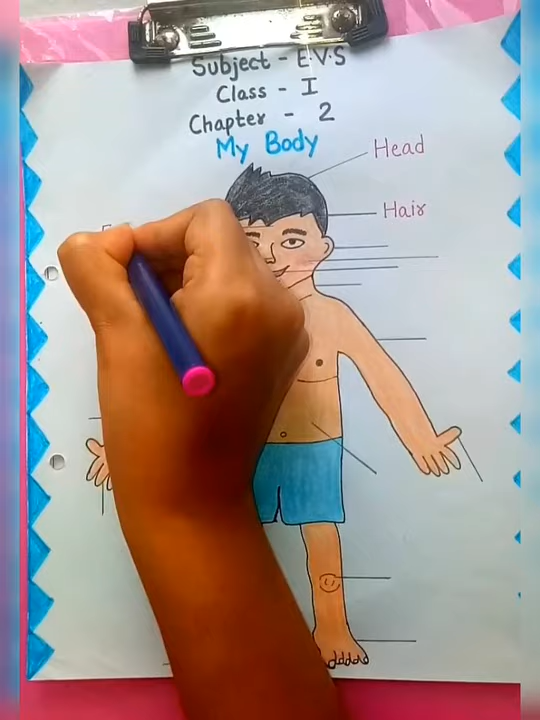 Subject - E.V.S
Class - I
Chapter - 2
My Body
Head
Hair